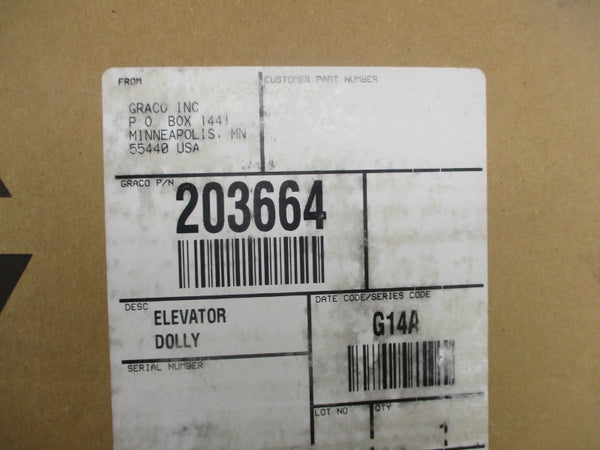 FROM
CUSTOMER PART NUMBER
GRACO INC
P O BOX 1441
MINNEAPOLIS, MN
55440 USA
GRACO P/N
203664
DESC
ELEVATOR
DOLLY
DATE CODE/SERIES CODE
G14A
SERIAL NUMBER
LOT NO
QTY
1